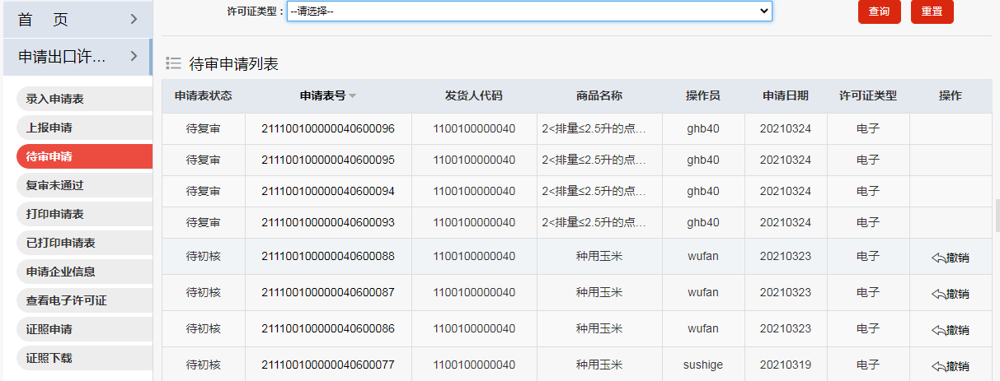 首 页
申请出口许...
录入申请表
上报申请
待审申请
复审未通过
打印申请表
已打印申请表
申请企业信息
查看电子许可证
证照申请
证照下载
许可证类型： --请选择-- 查询 重置
待审申请列表
申请表状态 申请表号 发货人代码 商品名称 操作员 申请日期 许可证类型 操作
待复审 211100100000040600096 1100100000040 2<排量≤2.5升的点... ghb40 20210324 电子
待复审 211100100000040600095 1100100000040 2<排量≤2.5升的点... ghb40 20210324 电子
待复审 211100100000040600094 1100100000040 2<排量≤2.5升的点... ghb40 20210324 电子
待复审 211100100000040600093 1100100000040 2<排量≤2.5升的点... ghb40 20210324 电子
待初核 211100100000040600088 1100100000040 种用玉米 wufan 20210323 电子 撤销
待初核 211100100000040600087 1100100000040 种用玉米 wufan 20210323 电子 撤销
待初核 211100100000040600086 1100100000040 种用玉米 wufan 20210323 电子 撤销
待初核 211100100000040600077 1100100000040 种用玉米 sushige 20210319 电子 撤销